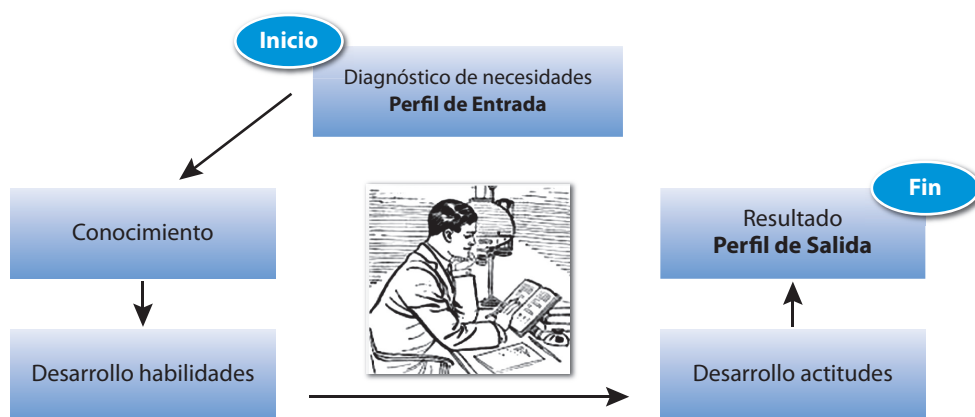 Inicio
Diagnóstico de necesidades
Perfil de Entrada
Conocimiento
Desarrollo habilidades
Desarrollo actitudes
Resultado
Perfil de Salida
Fin